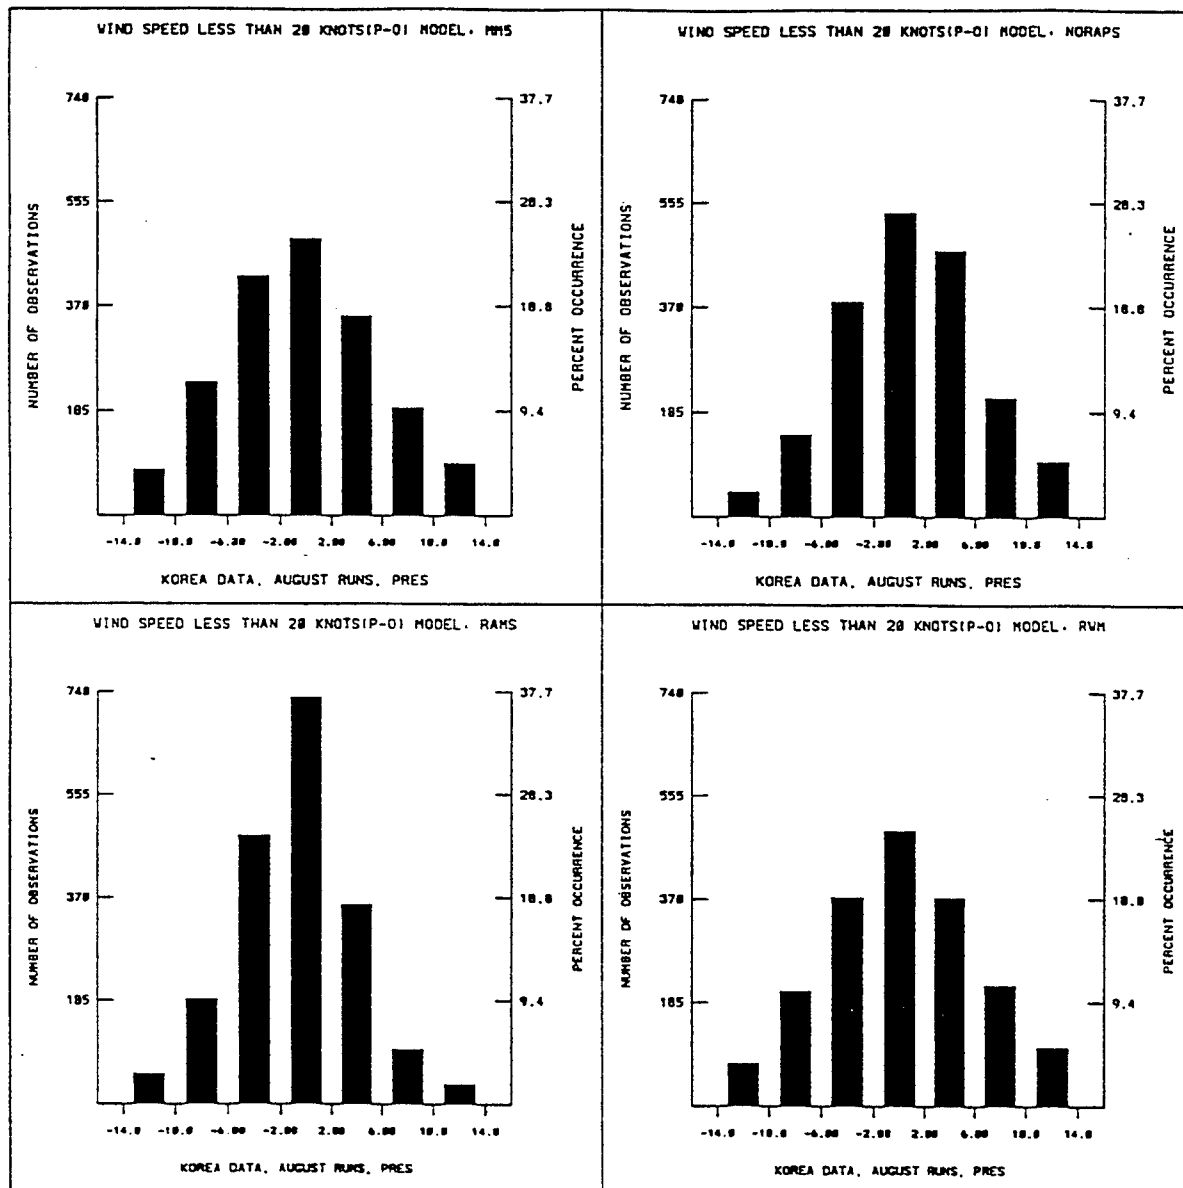 WIND SPEED LESS THAN 20 KNOTS(P-O) MODEL. MM5
740
555
370
185
NUMBER OF OBSERVATIONS
37.7
28.3
18.8
9.4
PERCENT OCCURRENCE
-14.0 -10.0 -6.00 -2.00 2.00 6.00 10.0 14.0
KOREA DATA. AUGUST RUNS. PRES
WIND SPEED LESS THAN 20 KNOTS(P-O) MODEL. NORAPS
740
555
370
185
NUMBER OF OBSERVATIONS
37.7
28.3
18.8
9.4
PERCENT OCCURRENCE
-14.0 -10.0 -6.00 -2.00 2.00 6.00 10.0 14.0
KOREA DATA. AUGUST RUNS. PRES
WIND SPEED LESS THAN 20 KNOTS(P-O) MODEL. RAMS
740
555
370
185
NUMBER OF OBSERVATIONS
37.7
28.3
18.8
9.4
PERCENT OCCURRENCE
-14.0 -10.0 -6.00 -2.00 2.00 6.00 10.0 14.0
KOREA DATA. AUGUST RUNS. PRES
WIND SPEED LESS THAN 20 KNOTS(P-O) MODEL. RWM
740
555
370
185
NUMBER OF OBSERVATIONS
37.7
28.3
18.8
9.4
PERCENT OCCURRENCE
-14.0 -10.0 -6.00 -2.00 2.00 6.00 10.0 14.0
KOREA DATA. AUGUST RUNS. PRES